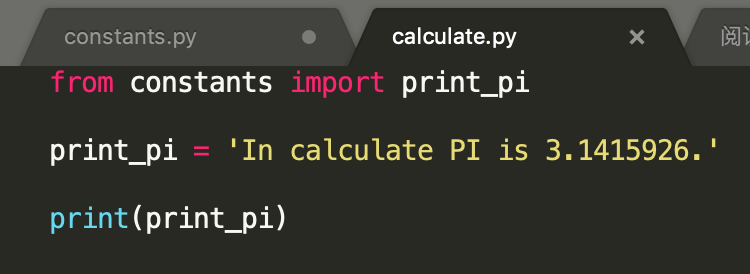 constants.py
calculate.py
from constants import print_pi
print_pi = 'In calculate PI is 3.1415926.'
print(print_pi)